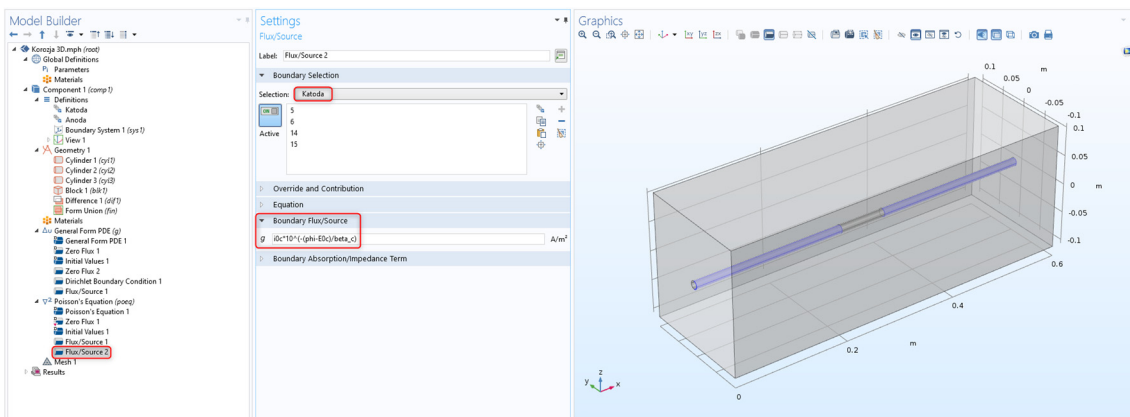 Model Builder
Korozja 3D.mph (root)
Global Definitions
Pi Parameters
Materials
Component 1 (comp1)
Definitions
Katoda
Anoda
Boundary System 1 (sys1)
View 1
Geometry 1
Cylinder 1 (cyl1)
Cylinder 2 (cyl2)
Cylinder 3 (cyl3)
Block 1 (blk1)
Difference 1 (dif1)
Form Union (fin)
Materials
Δu General Form PDE (g)
General Form PDE 1
Zero Flux 1
Initial Values 1
Zero Flux 2
Dirichlet Boundary Condition 1
Flux/Source 1
∇² Poisson's Equation (poeq)
Poisson's Equation 1
Zero Flux 1
Initial Values 1
Flux/Source 1
Flux/Source 2
Mesh 1
Results
Settings
Flux/Source
Label: Flux/Source 2
Boundary Selection
Selection: Katoda
Active
5
6
14
15
Override and Contribution
Equation
Boundary Flux/Source
g i0c*10^(-(phi-E0c)/beta_c) A/m²
Boundary Absorption/Impedance Term
Graphics
xy yz xz
0.1
0.05
m
0
-0.05
-0.1
0.1
0.05
0
m
-0.05
-0.1
0.6
0.4
m
0.2
0
z
y
x